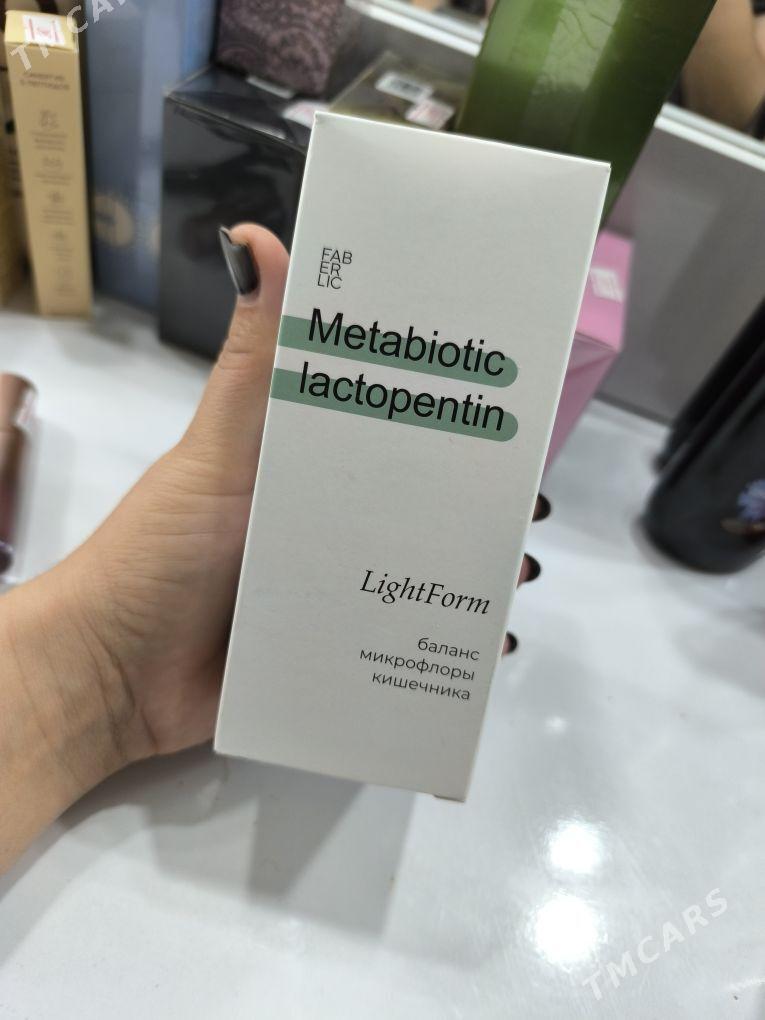 TMCARS
FAB
ER
LIC
Metabiotic
lactopentin
LightForm
баланс
микрофлоры
кишечника
TMCARS